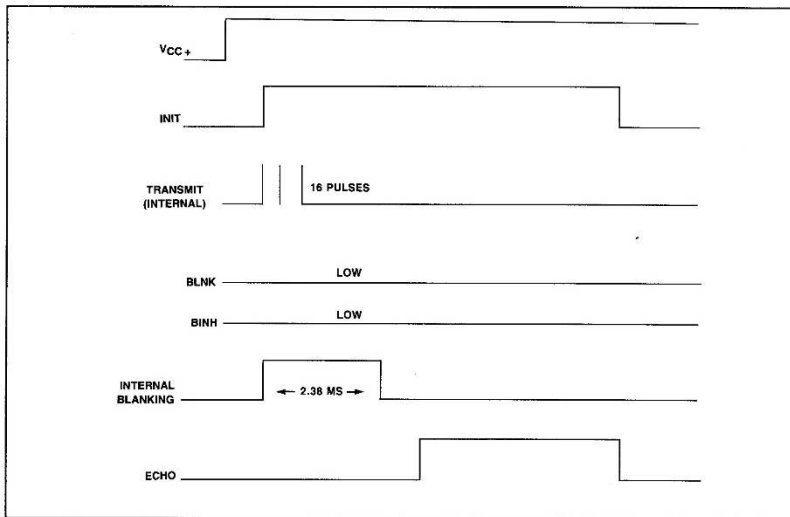 VCC+
INIT
TRANSMIT
(INTERNAL)
16 PULSES
BLNK
LOW
BINH
LOW
INTERNAL
BLANKING
2.38 MS
ECHO